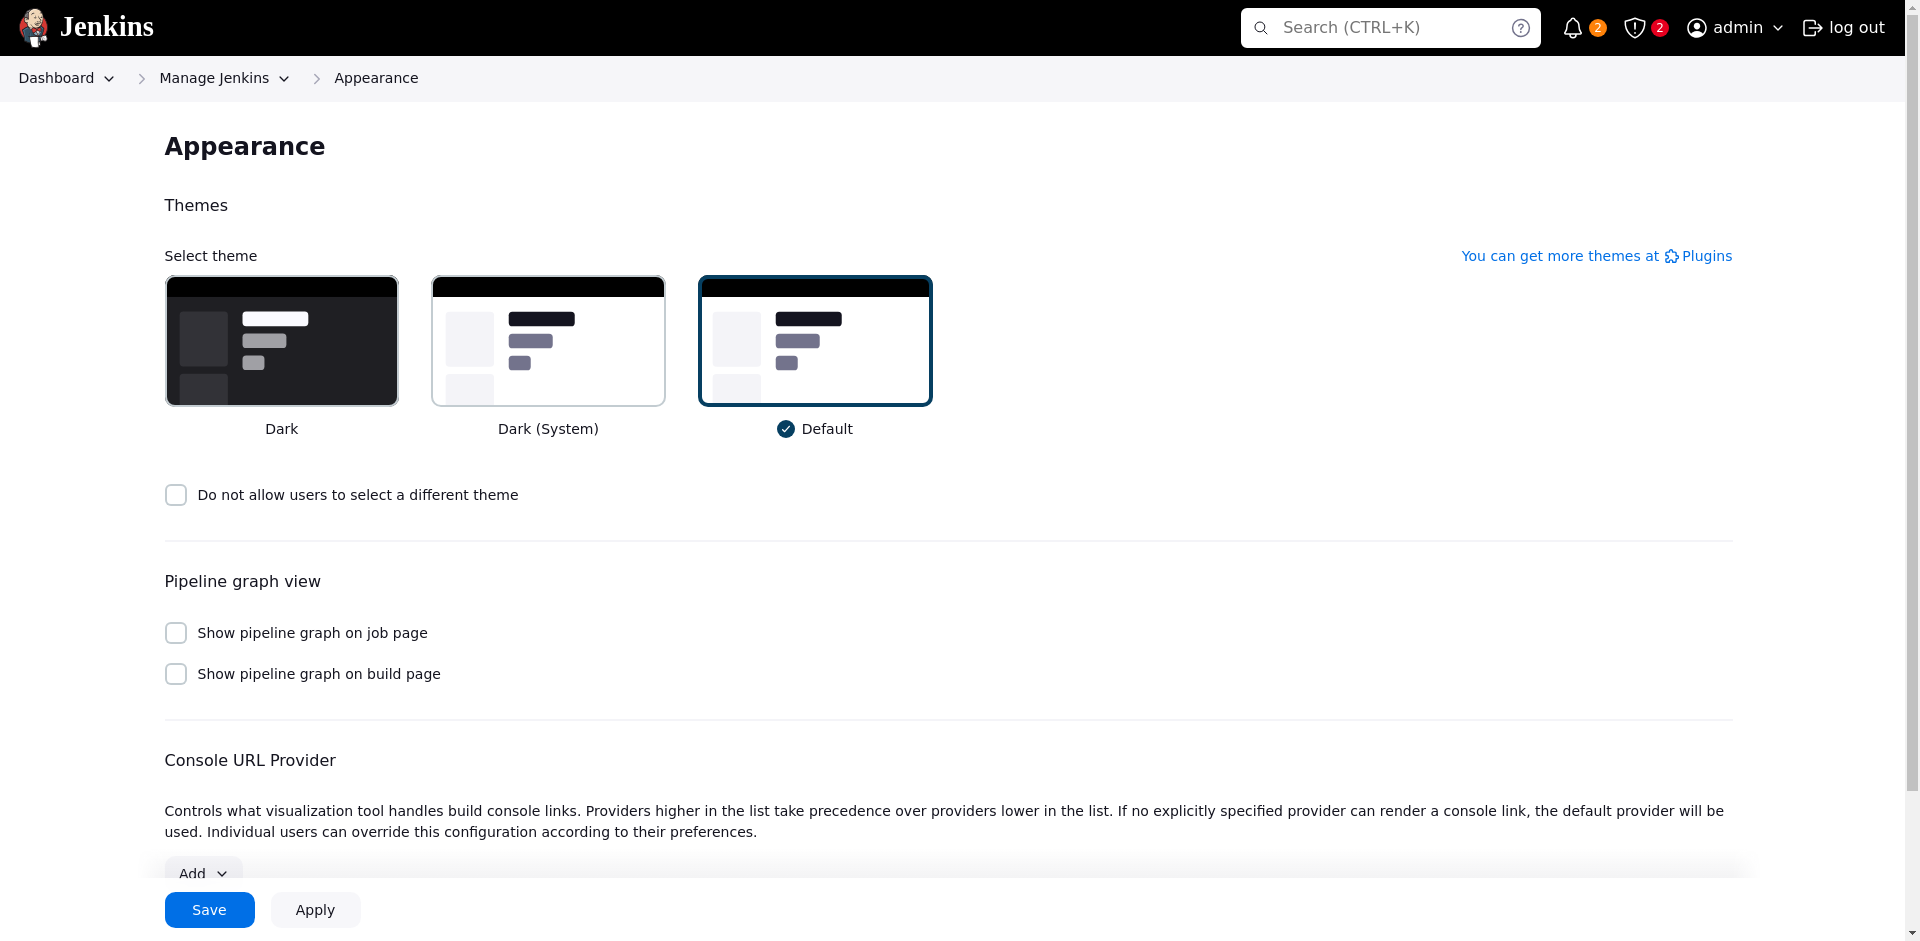 Jenkins
Search (CTRL+K)
2
2
admin
log out
Dashboard
Manage Jenkins
Appearance
Appearance
Themes
Select theme
You can get more themes at Plugins
Dark
Dark (System)
Default
Do not allow users to select a different theme
Pipeline graph view
Show pipeline graph on job page
Show pipeline graph on build page
Console URL Provider
Controls what visualization tool handles build console links. Providers higher in the list take precedence over providers lower in the list. If no explicitly specified provider can render a console link, the default provider will be
used. Individual users can override this configuration according to their preferences.
Add
Save
Apply